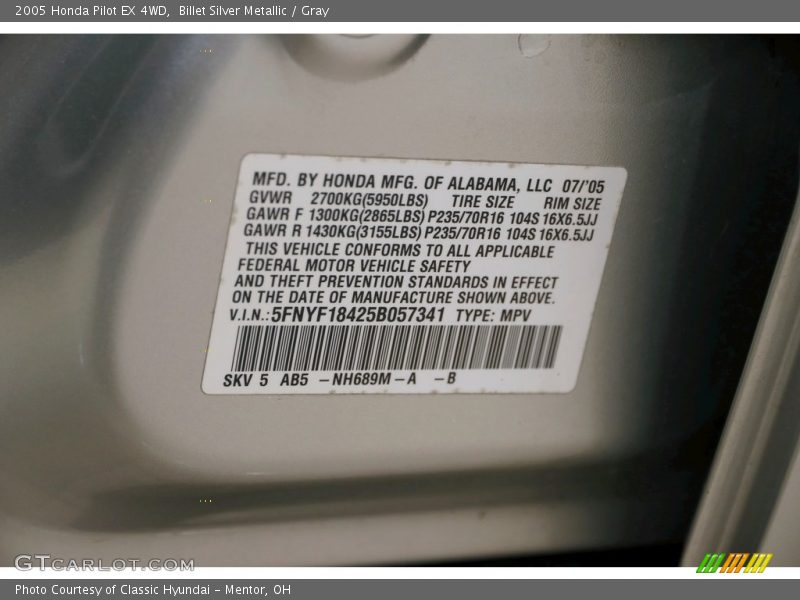 2005 Honda Pilot EX 4WD,  Billet Silver Metallic / Gray
MFD. BY HONDA MFG. OF ALABAMA, LLC  07/'05
GVWR  2700KG(5950LBS)  TIRE SIZE  RIM SIZE
GAWR F 1300KG(2865LBS) P235/70R16 104S 16X6.5JJ
GAWR R 1430KG(3155LBS) P235/70R16 104S 16X6.5JJ
THIS VEHICLE CONFORMS TO ALL APPLICABLE
FEDERAL MOTOR VEHICLE SAFETY
AND THEFT PREVENTION STANDARDS IN EFFECT
ON THE DATE OF MANUFACTURE SHOWN ABOVE.
V.I.N.:5FNYF18425B057341  TYPE: MPV
SKV 5  AB5  –NH689M–A  –B
GTCARLOT.COM
Photo Courtesy of Classic Hyundai – Mentor, OH